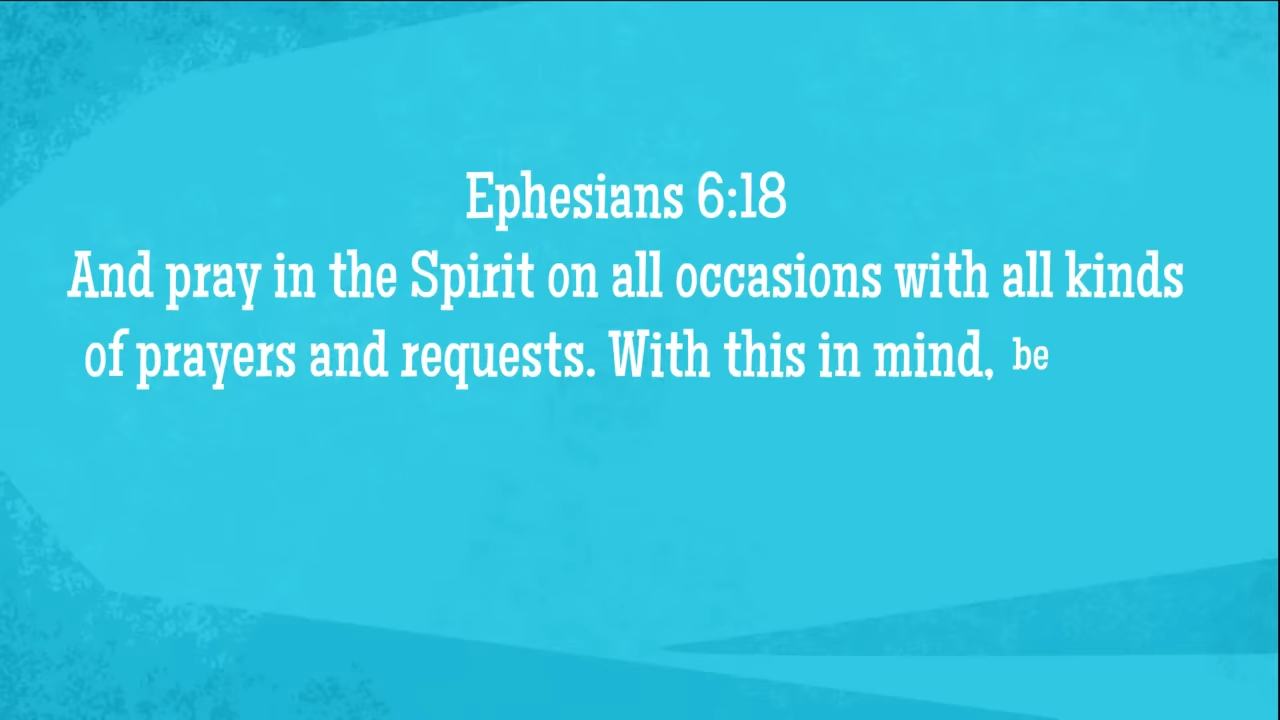 Ephesians 6:18
And pray in the Spirit on all occasions with all kinds
of prayers and requests. With this in mind, be